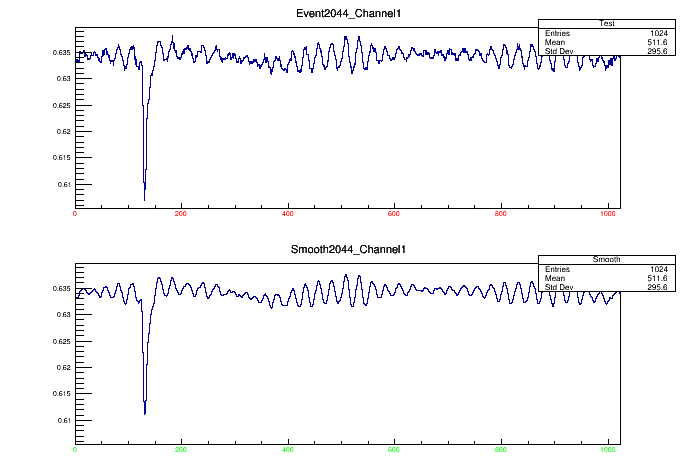 Event2044_Channel1
Test
Entries 1024
Mean 511.6
Std Dev 295.6
0.635
0.63
0.625
0.62
0.615
0.61
0 200 400 600 800 1000
Smooth2044_Channel1
Smooth
Entries 1024
Mean 511.6
Std Dev 295.6
0.635
0.63
0.625
0.62
0.615
0.61
0 200 400 600 800 1000